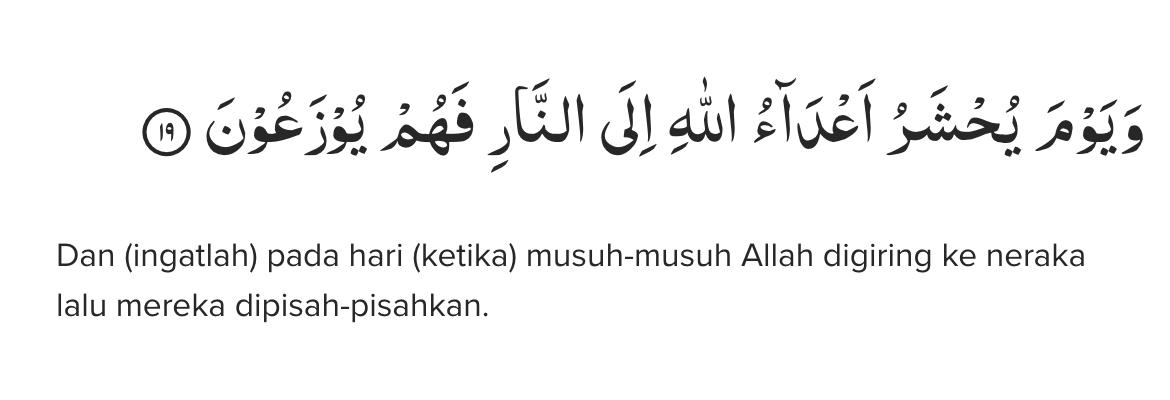 وَيَوْمَ يُحْشَرُ اَعْدَاۤءُ اللّٰهِ اِلَى النَّارِ فَهُمْ يُوْزَعُوْنَ ۝١٩
Dan (ingatlah) pada hari (ketika) musuh-musuh Allah digiring ke neraka
lalu mereka dipisah-pisahkan.